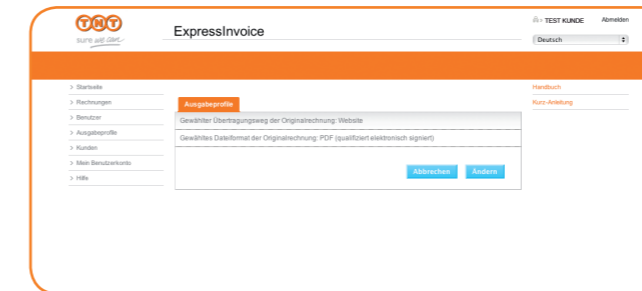 TNT
sure we can.
ExpressInvoice
TEST KUNDE
Abmelden
Deutsch
> Startseite
> Rechnungen
> Benutzer
> Ausgabeprofile
> Kunden
> Mein Benutzerkonto
> Hilfe
Ausgabeprofile
Gewählter Übertragungsweg der Originalrechnung: Website
Gewähltes Dateiformat der Originalrechnung: PDF (qualifiziert elektronisch signiert)
Abbrechen
Ändern
Handbuch
Kurz-Anleitung